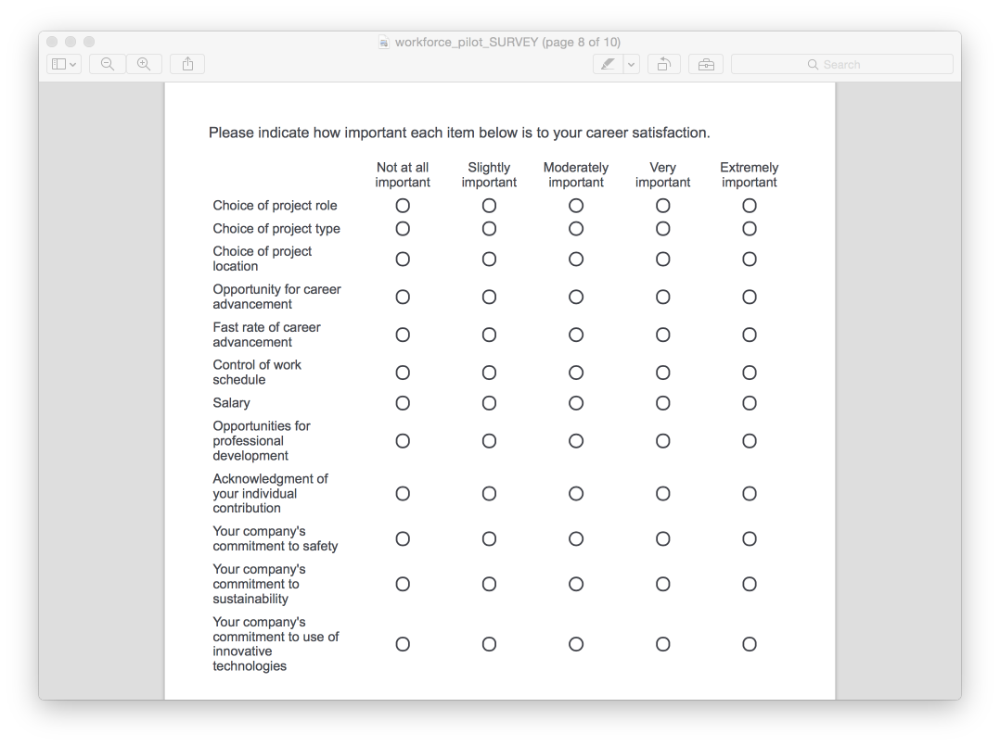 workforce_pilot_SURVEY (page 8 of 10)
Search
Please indicate how important each item below is to your career satisfaction.
Not at all important
Slightly important
Moderately important
Very important
Extremely important
Choice of project role
Choice of project type
Choice of project
location
Opportunity for career
advancement
Fast rate of career
advancement
Control of work
schedule
Salary
Opportunities for
professional
development
Acknowledgment of
your individual
contribution
Your company's
commitment to safety
Your company's
commitment to
sustainability
Your company's
commitment to use of
innovative
technologies